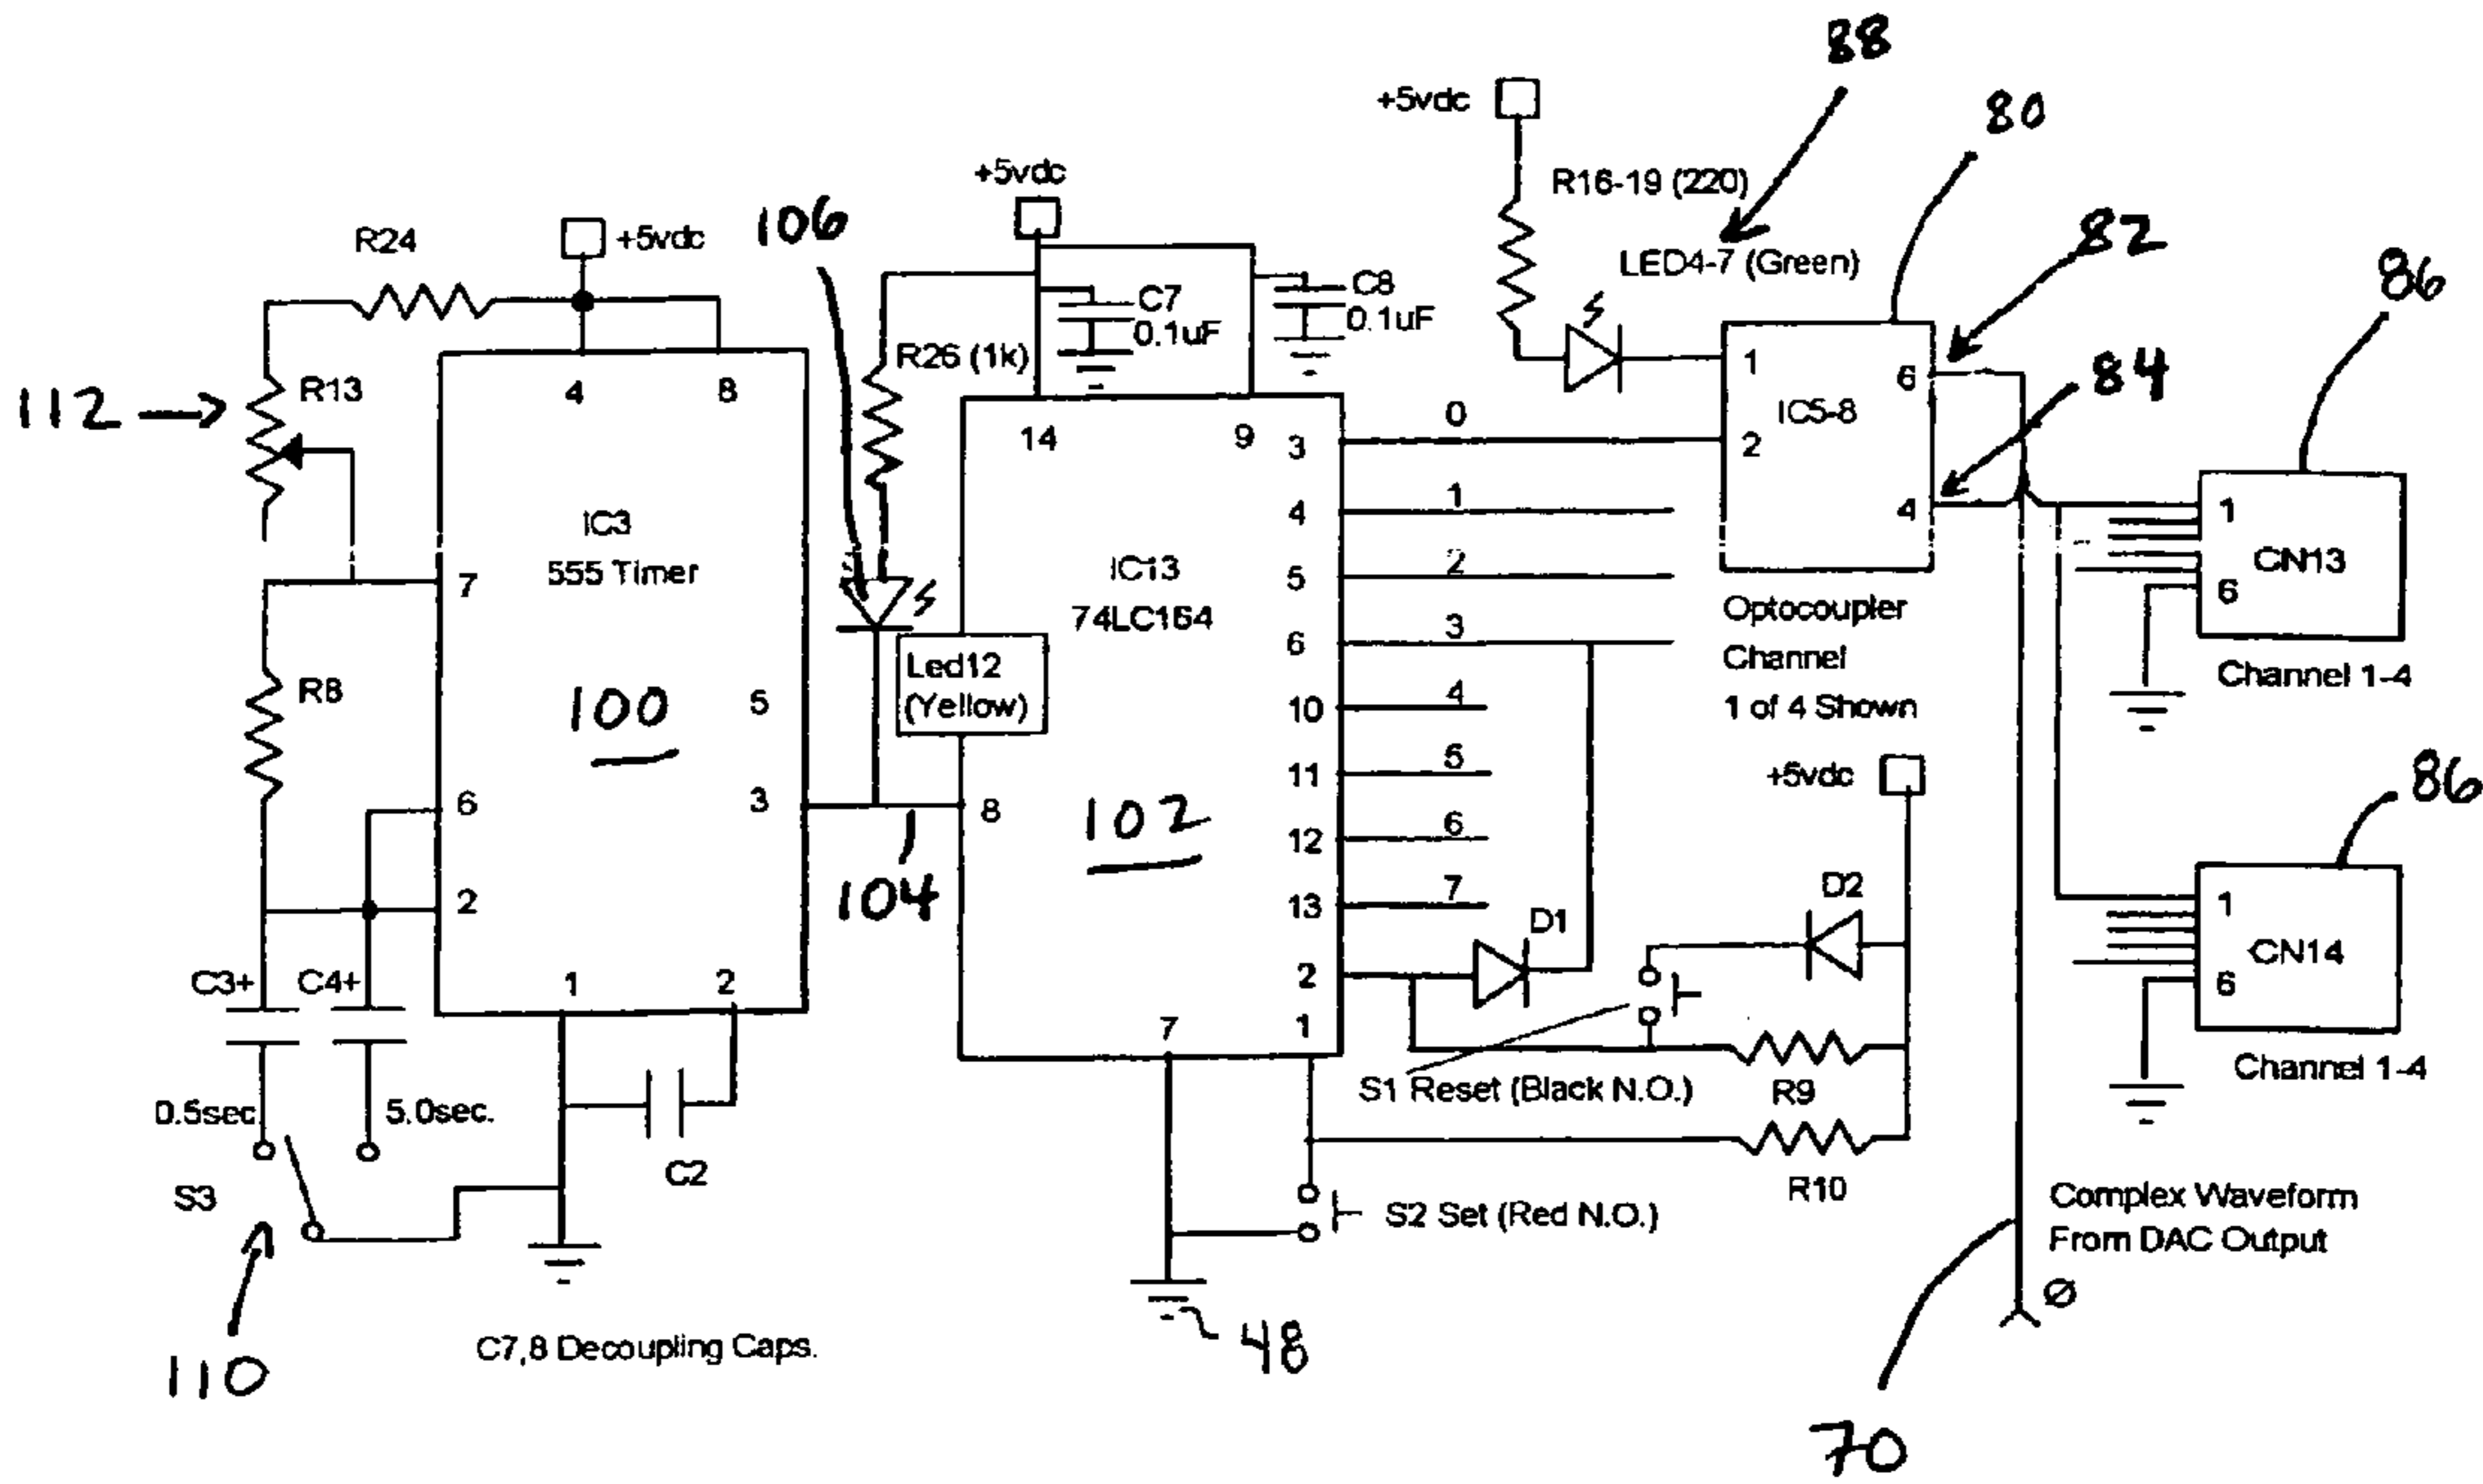 88
+5vdc
80
R16-19 (220)
+5vdc
106
82
R24
+5vdc
LED4-7 (Green)
86
C7
0.1uF
C8
0.1uF
R26 (1k)
112
R13
4
8
14
9
3
0
1
2
IC5-8
6
4
84
IC3
555 Timer
7
IC13
74LC164
4
1
5
2
6
3
1
CN13
6
Optocoupler
Channel
1 of 4 Shown
Channel 1-4
R8
100
5
Led12
(Yellow)
10
4
11
5
+5vdc
86
6
3
8
102
12
6
104
2
13
7
D1
D2
1
CN14
6
C3+
C4+
1
2
7
2
1
Channel 1-4
0.5sec
5.0sec.
S1 Reset (Black N.O.)
R9
C2
S3
S2 Set (Red N.O.)
R10
Complex Waveform
From DAC Output
Ø
110
C7,8 Decoupling Caps.
48
70